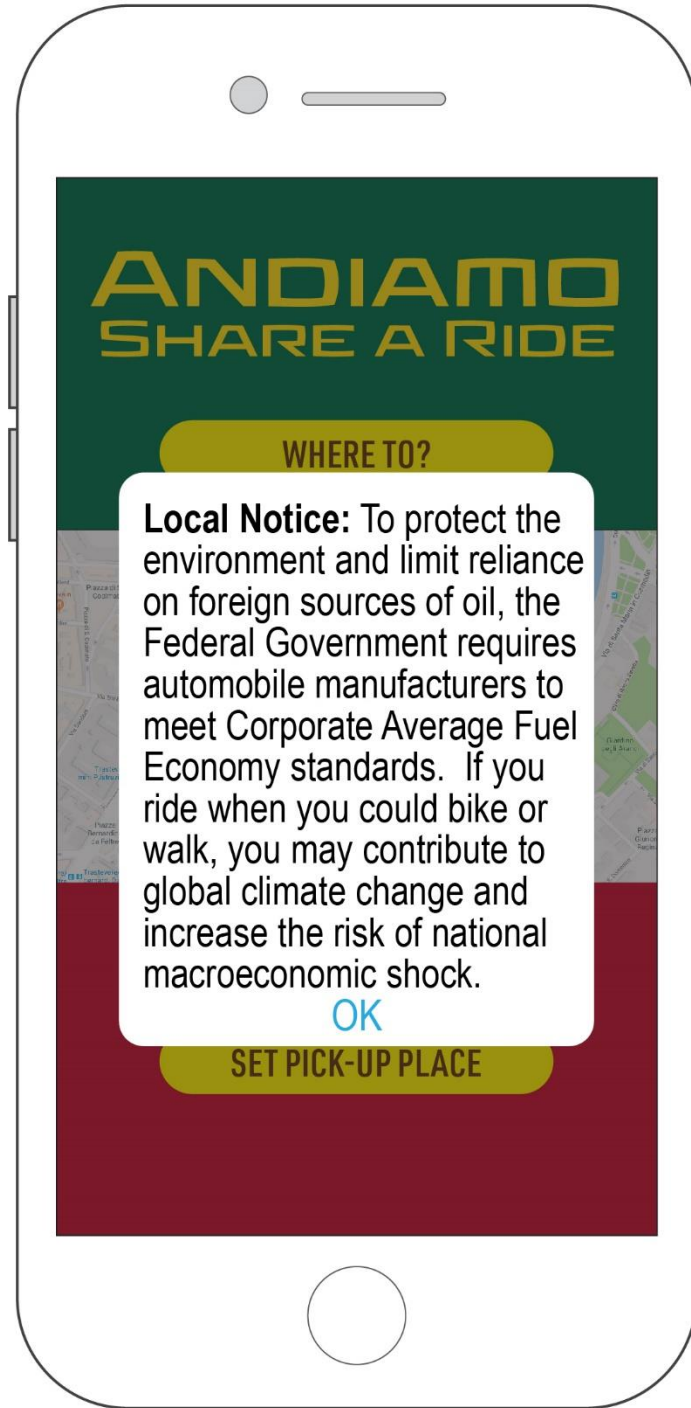 ANDIAMO
SHARE A RIDE
WHERE TO?
Local Notice: To protect the
environment and limit reliance
on foreign sources of oil, the
Federal Government requires
automobile manufacturers to
meet Corporate Average Fuel
Economy standards.  If you
ride when you could bike or
walk, you may contribute to
global climate change and
increase the risk of national
macroeconomic shock.
OK
SET PICK-UP PLACE